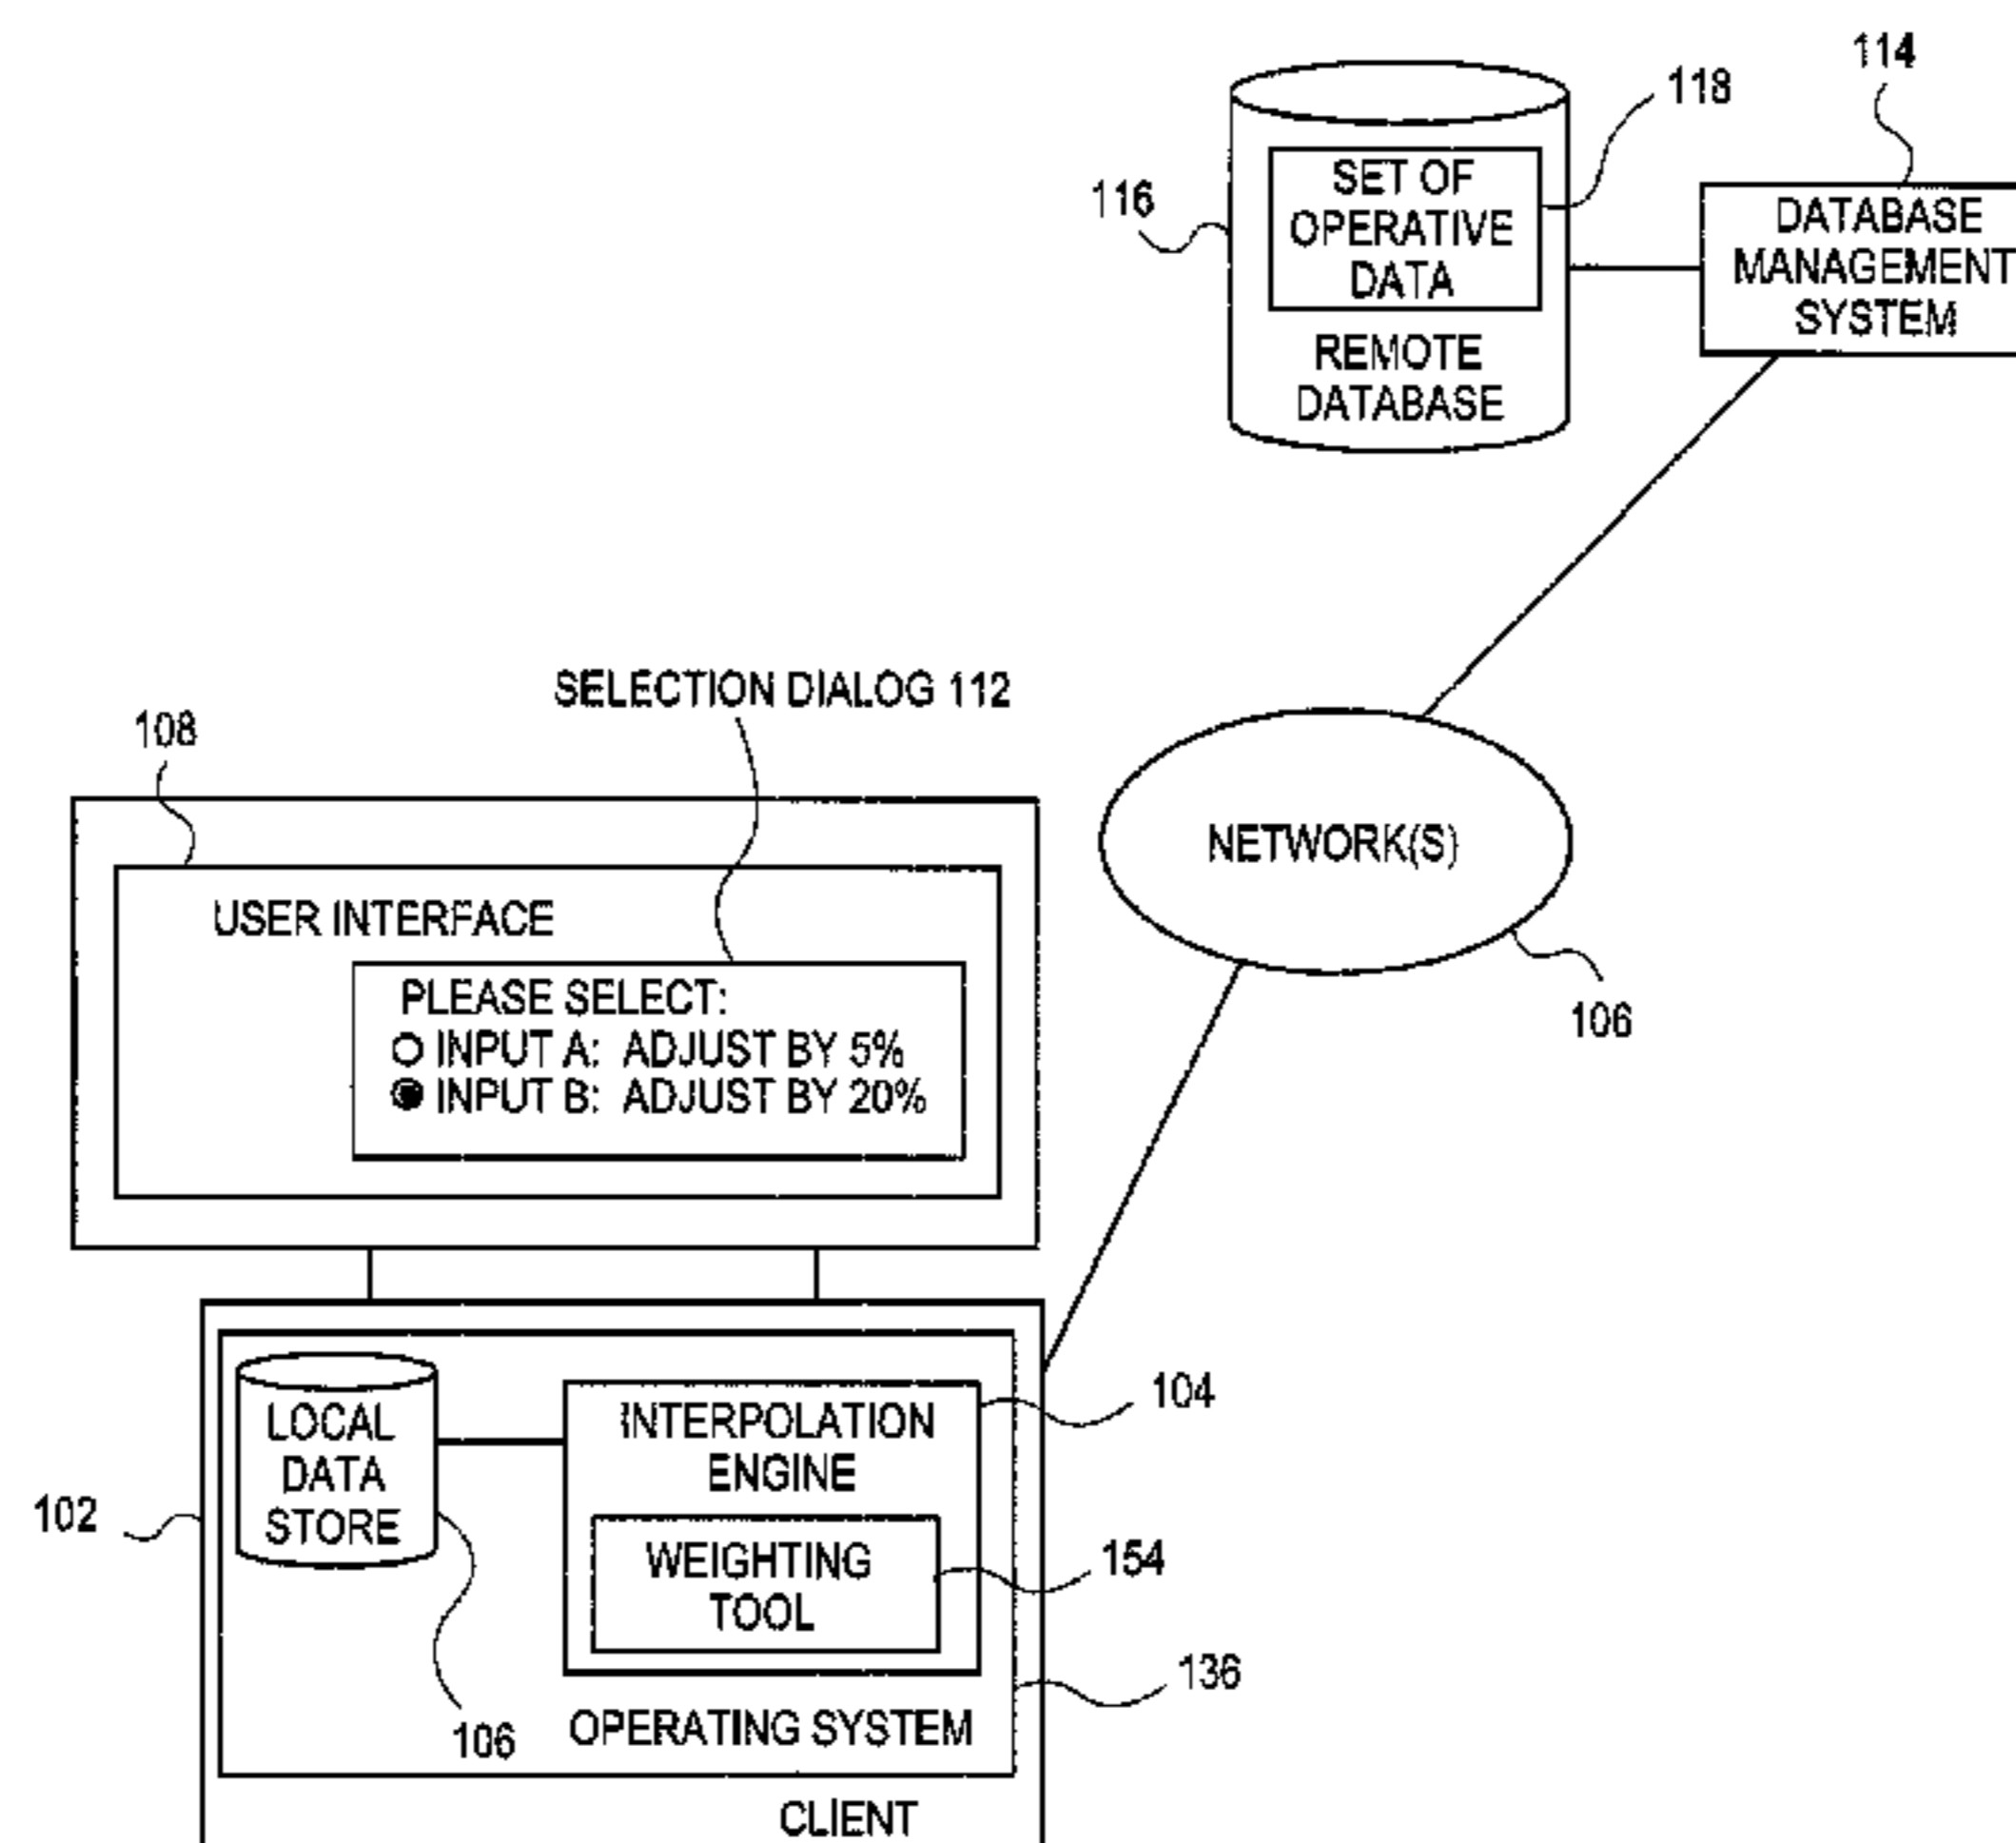 114
118
SET OF
OPERATIVE
DATA
116
DATABASE
MANAGEMENT
SYSTEM
REMOTE
DATABASE
SELECTION DIALOG 112
108
NETWORK(S)
USER INTERFACE
PLEASE SELECT:
INPUT A: ADJUST BY 5%
INPUT B: ADJUST BY 20%
106
104
LOCAL
DATA
STORE
INTERPOLATION
ENGINE
102
WEIGHTING
TOOL
154
136
106
OPERATING SYSTEM
CLIENT